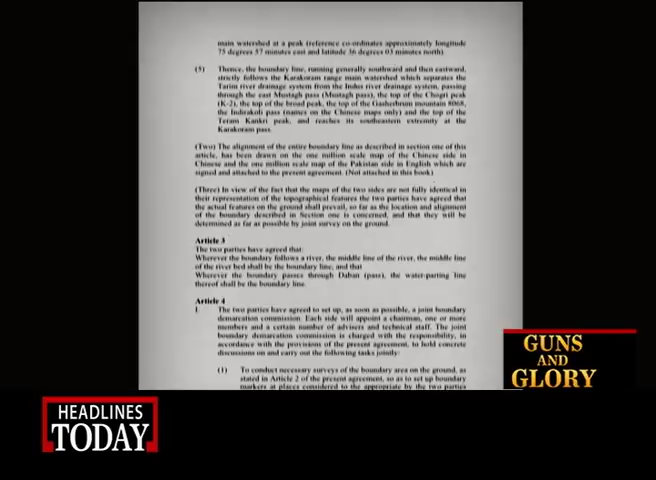 main watershed at a peak (reference co-ordinates approximately longitude
75 degrees 57 minutes east and latitude 36 degrees 03 minutes north).
(5) Thence, the boundary line, running generally southward and then eastward,
strictly follows the Karakoram range main watershed which separates the
Tarim river drainage system from the Indus river drainage system, passing
through the east Mustagh pass (Mustagh pass), the top of the Chogri peak
(K-2), the top of the broad peak, the top of the Gasherbrum mountain 8068,
the Indirakoli pass (names on the Chinese maps only) and the top of the
Teram Kankri peak, and reaches its southeastern extremity at the
Karakoram pass.
(Two) The alignment of the entire boundary line as described in section one of this
article, has been drawn on the one million scale map of the Chinese side in
Chinese and the one million scale map of the Pakistan side in English which are
signed and attached to the present agreement. (Not attached in this book)
(Three) In view of the fact that the maps of the two sides are not fully identical in
their representation of the topographical features the two parties have agreed that
the actual features on the ground shall prevail, so far as the location and alignment
of the boundary described in Section one is concerned, and that they will be
determined as far as possible by joint survey on the ground.
Article 3
The two parties have agreed that:
Wherever the boundary follows a river, the middle line of the river, the middle line
of the river bed shall be the boundary line; and that
Wherever the boundary passes through Daban (pass), the water-parting line
thereof shall be the boundary line.
Article 4
I. The two parties have agreed to set up, as soon as possible, a joint boundary
demarcation commission. Each side will appoint a chairman, one or more
members and a certain number of advisers and technical staff. The joint
boundary demarcation commission is charged with the responsibility, in
accordance with the provisions of the present agreement, to hold concrete
discussions on and carry out the following tasks jointly:
(1) To conduct necessary surveys of the boundary area on the ground, as
stated in Article 2 of the present agreement, so as to set up boundary
markers at places considered to the appropriate by the two parties
GUNS
AND
GLORY
HEADLINES
TODAY